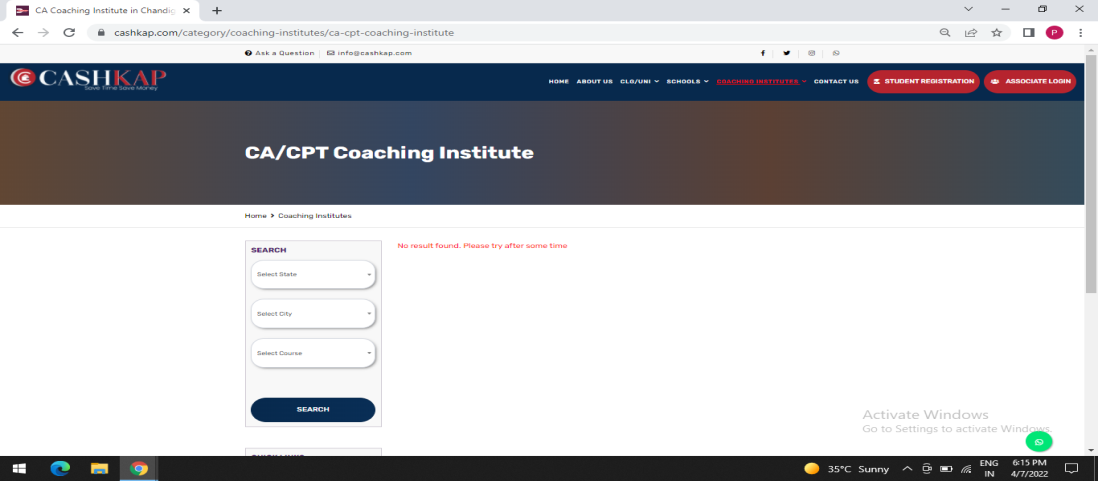 CA Coaching Institute in Chandig
cashkap.com/category/coaching-institutes/ca-cpt-coaching-institute
P
Ask a Question info@cashkap.com
CASHKAP
Save Time Save Money
HOME ABOUT US CLG/UNI SCHOOLS COACHING INSTITUTES CONTACT US STUDENT REGISTRATION ASSOCIATE LOGIN
CA/CPT Coaching Institute
Home > Coaching Institutes
SEARCH
No result found. Please try after some time
Select State
Select City
Select Course
SEARCH
Activate Windows
Go to Settings to activate Windows.
QUICK LINKS
35°C Sunny
ENG
IN
6:15 PM
4/7/2022